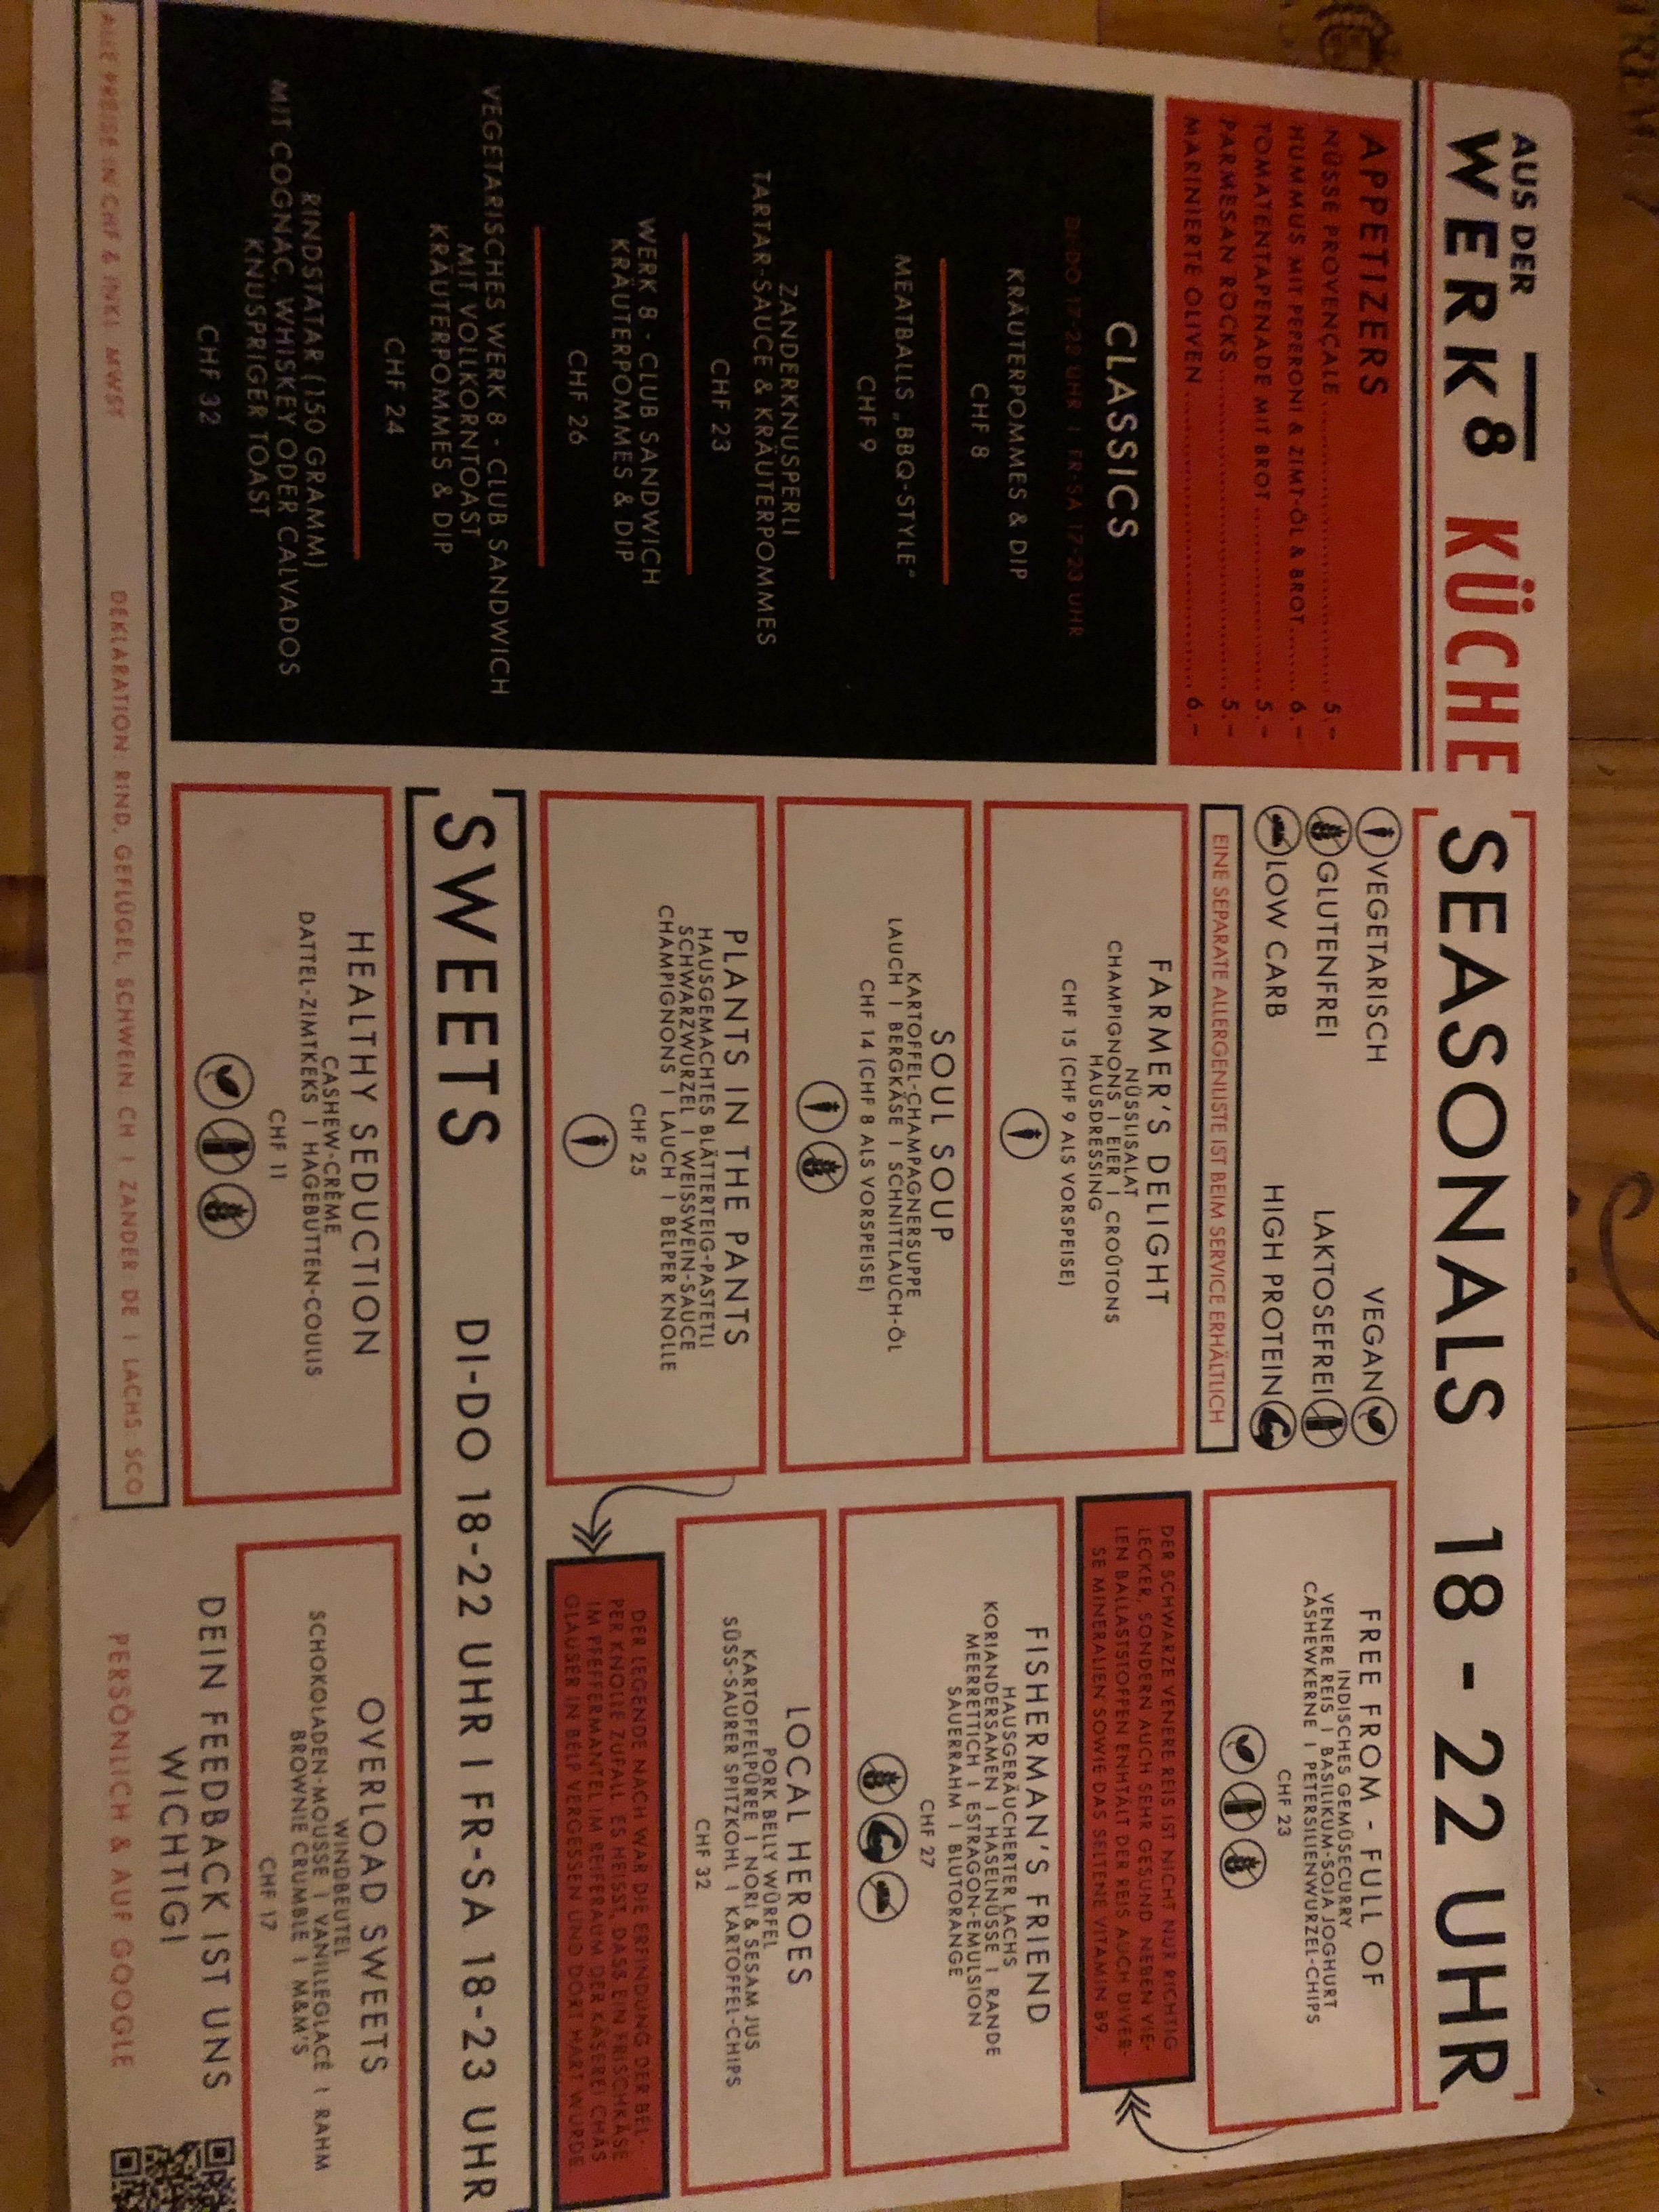 AUS DER
WERK8 KÜCHE
APPETIZERS
NÜSSE PROVENÇALE 5.–
HUMMUS MIT PEPERONI & ZIMT-ÖL & BROT 6.–
TOMATENTAPENADE MIT BROT 5.–
PARMESAN ROCKS 5.–
MARINIERTE OLIVEN 6.–
CLASSICS
DI-DO 17-22 UHR I FR-SA 17-23 UHR
KRÄUTERPOMMES & DIP
CHF 8
MEATBALLS „BBQ-STYLE“
CHF 9
ZANDERKNUSPERLI
TARTAR-SAUCE & KRÄUTERPOMMES
CHF 23
WERK 8 - CLUB SANDWICH
KRÄUTERPOMMES & DIP
CHF 26
VEGETARISCHES WERK 8 - CLUB SANDWICH
MIT VOLLKORNTOAST
KRÄUTERPOMMES & DIP
CHF 24
RINDSTATAR (150 GRAMM)
MIT COGNAC, WHISKEY ODER CALVADOS
KNUSPRIGER TOAST
CHF 32
SEASONALS 18 - 22 UHR
VEGETARISCH VEGAN
GLUTENFREI LAKTOSEFREI
LOW CARB HIGH PROTEIN
EINE SEPARATE ALLERGENLISTE IST BEIM SERVICE ERHÄLTLICH
FARMER'S DELIGHT
NÜSSLISALAT
CHAMPIGNONS I EIER I CROÛTONS
HAUSDRESSING
CHF 15 (CHF 9 ALS VORSPEISE)
SOUL SOUP
KARTOFFEL-CHAMPAGNERSUPPE
LAUCH I BERGKÄSE I SCHNITTLAUCH-ÖL
CHF 14 (CHF 8 ALS VORSPEISE)
PLANTS IN THE PANTS
HAUSGEMACHTES BLÄTTERTEIG-PASTETLI
SCHWARZWURZEL I WEISSWEIN-SAUCE
CHAMPIGNONS I LAUCH I BELPER KNOLLE
CHF 25
FREE FROM - FULL OF
INDISCHES GEMÜSECURRY
VENERE REIS I BASILIKUM-SOJA JOGHURT
CASHEWKERNE I PETERSILIENWURZEL-CHIPS
CHF 23
DER SCHWARZE VENERE REIS IST NICHT NUR RICHTIG
LECKER, SONDERN AUCH SEHR GESUND. NEBEN VIE-
LEN BALLASTSTOFFEN ENHTÄLT DER REIS AUCH DIVER-
SE MINERALIEN SOWIE DAS SELTENE VITAMIN B9.
FISHERMAN'S FRIEND
HAUSGERÄUCHERTER LACHS
KORIANDERSAMEN I HASELNÜSSE I RANDE
MEERRETTICH I ESTRAGON-EMULSION
SAUERRAHM I BLUTORANGE
CHF 27
LOCAL HEROES
PORK BELLY WÜRFEL
KARTOFFELPÜREE I NORI & SESAM JUS
SÜSS-SAURER SPITZKOHL I KARTOFFEL-CHIPS
CHF 32
DER LEGENDE NACH WAR DIE ERFINDUNG DER BEL-
PER KNOLLE ZUFALL. ES HEISST, DASS EIN FRISCHKÄSE
IM PFEFFERMANTEL IM REIFERAUM DER KÄSEREI CHÄS
GLAUSER IN BELP VERGESSEN UND DORT HART WURDE.
SWEETS DI-DO 18-22 UHR I FR-SA 18-23 UHR
HEALTHY SEDUCTION
CASHEW-CRÈME
DATTEL-ZIMTKEKS I HAGEBUTTEN-COULIS
CHF 11
OVERLOAD SWEETS
WINDBEUTEL
SCHOKOLADEN-MOUSSE I VANILLEGLACÉ I RAHM
BROWNIE CRUMBLE I M&M'S
CHF 17
DEIN FEEDBACK IST UNS
WICHTIG!
PERSÖNLICH & AUF GOOGLE
ALLE PREISE IN CHF & INKL. MWST DEKLARATION: RIND, GEFLÜGEL, SCHWEIN: CH I ZANDER: DE I LACHS: SCO